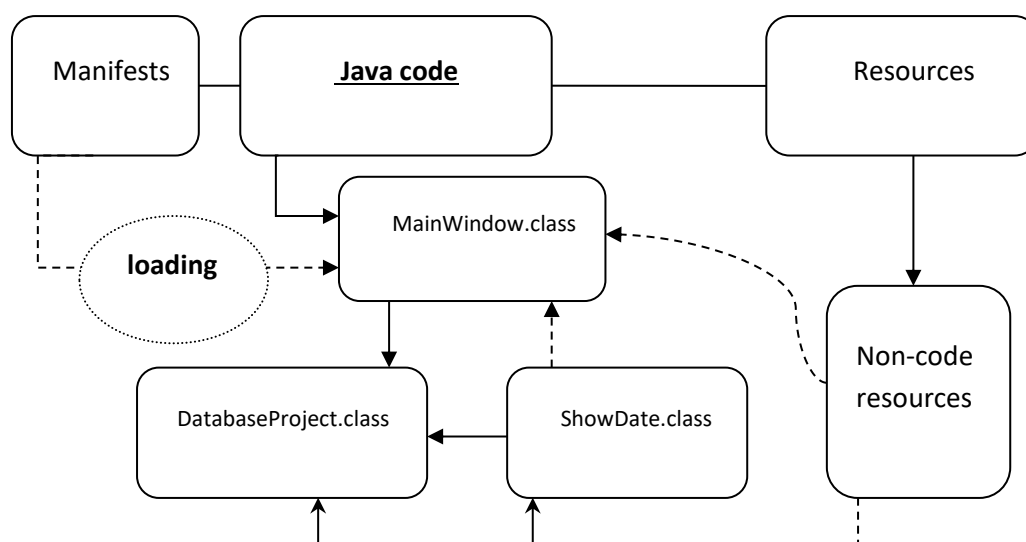 Manifests
Java code
Resources
MainWindow.class
loading
Non-code
resources
DatabaseProject.class
ShowDate.class